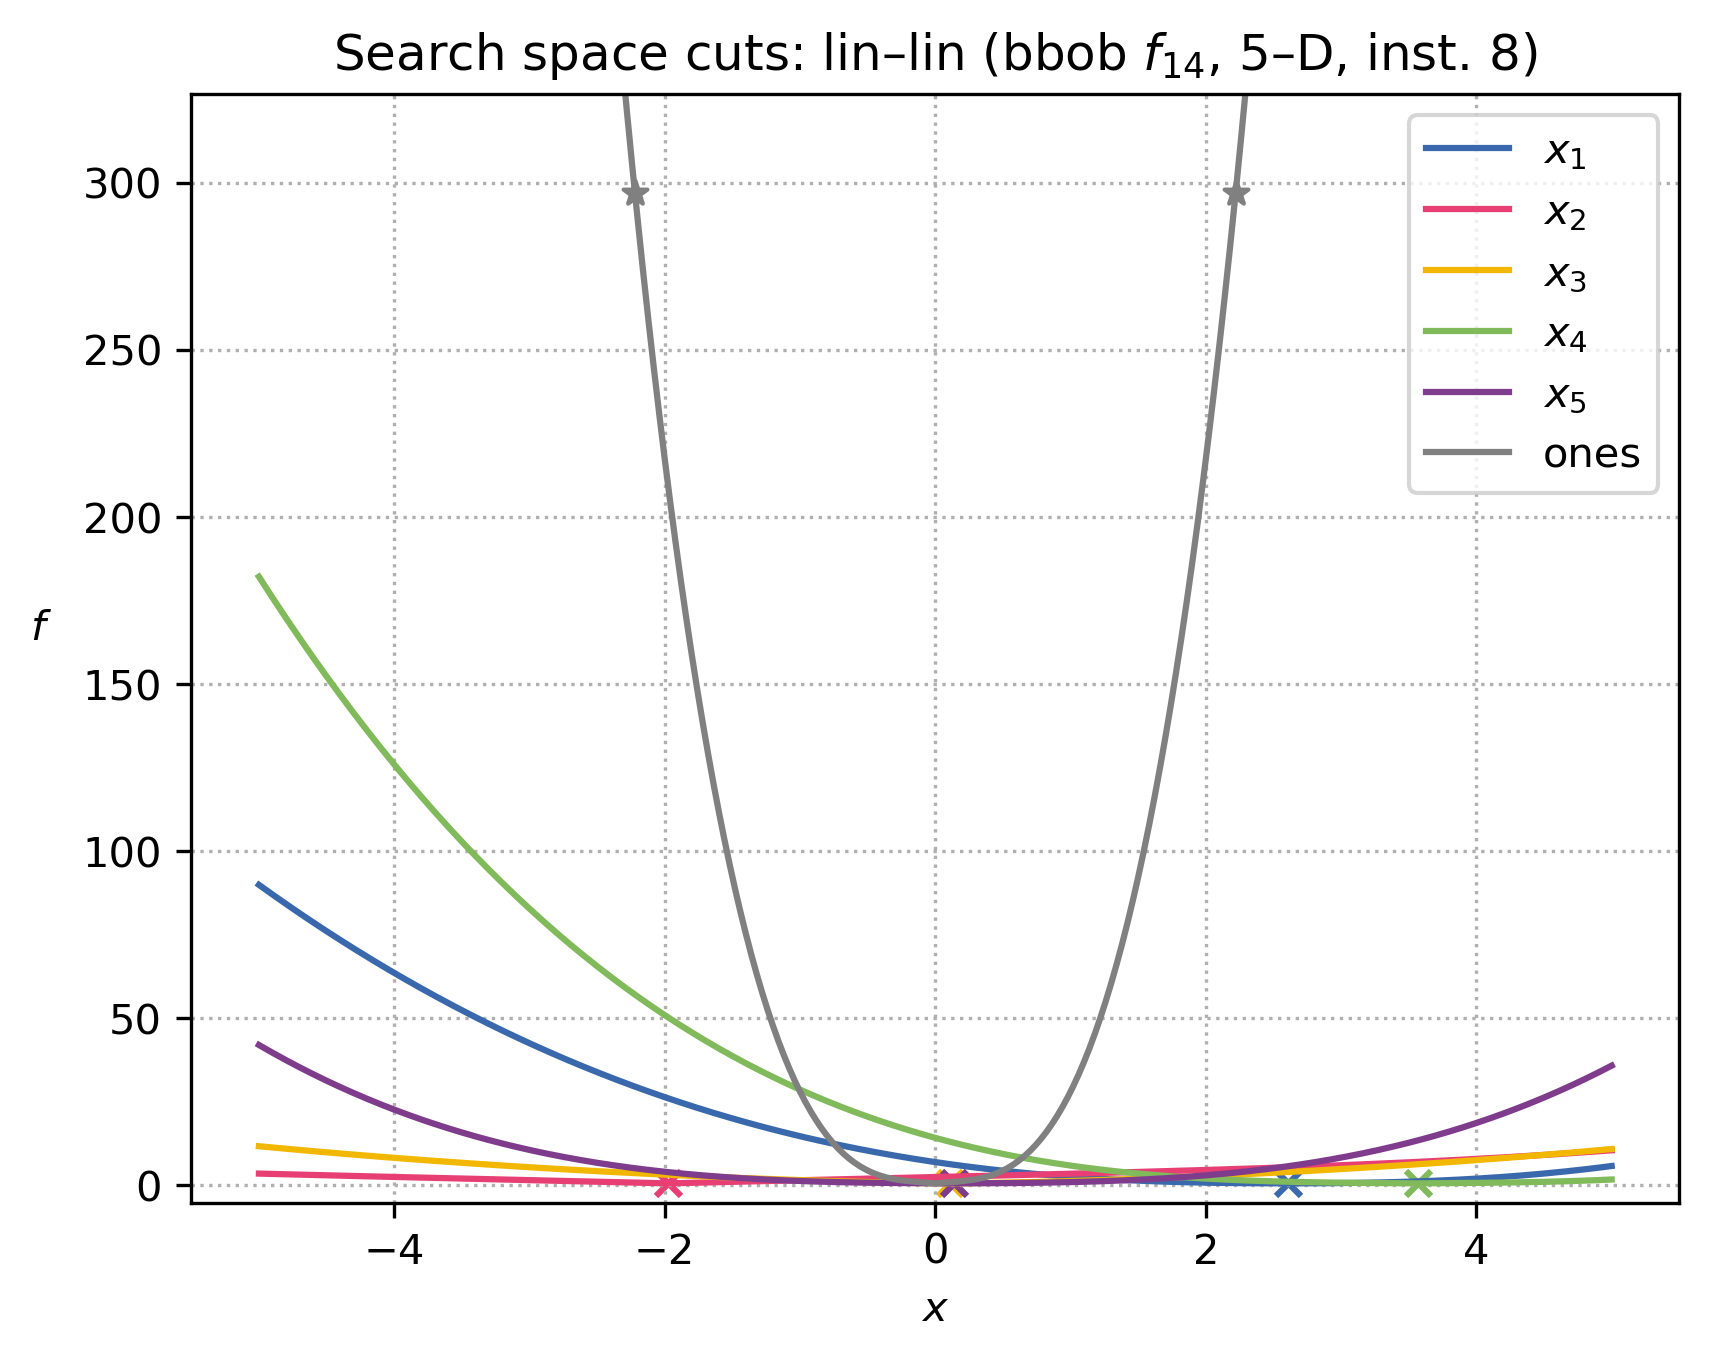 Search space cuts: lin–lin (bbob f₁₄, 5–D, inst. 8)
x₁
x₂
x₃
x₄
x₅
ones
300
250
200
150
100
50
0
f
−4 −2 0 2 4
x